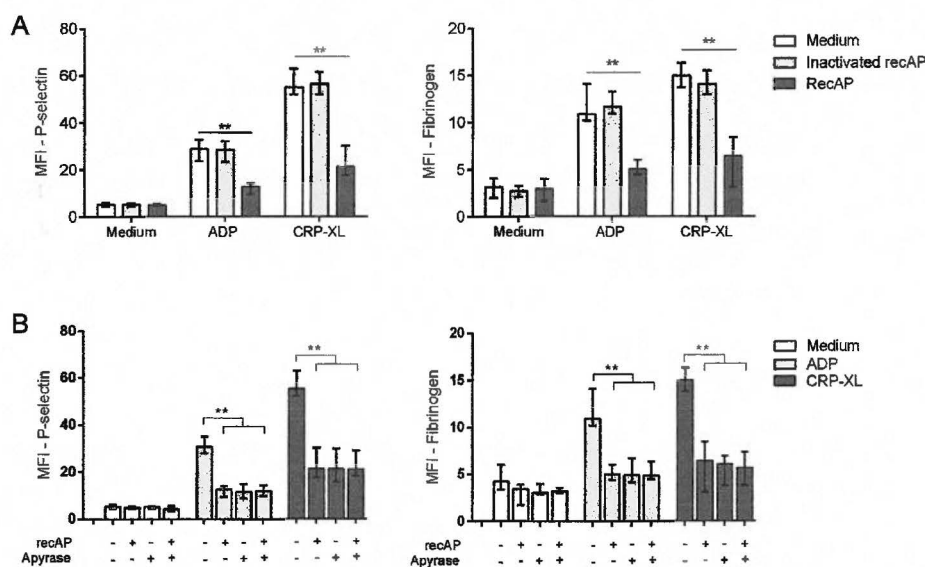 A
MFI - P-selectin
80
60
40
20
0
**
**
Medium ADP CRP-XL
MFI - Fibrinogen
20
15
10
5
0
**
**
Medium ADP CRP-XL
Medium
Inactivated recAP
RecAP
B
MFI - P-selectin
80
60
40
20
0
**
**
recAP - + - + - + - + - + - +
Apyrase - - + + - - + + - - + +
MFI - Fibrinogen
20
15
10
5
0
**
**
recAP - + - + - + - + - + - +
Apyrase - - + + - - + + - - + +
Medium
ADP
CRP-XL